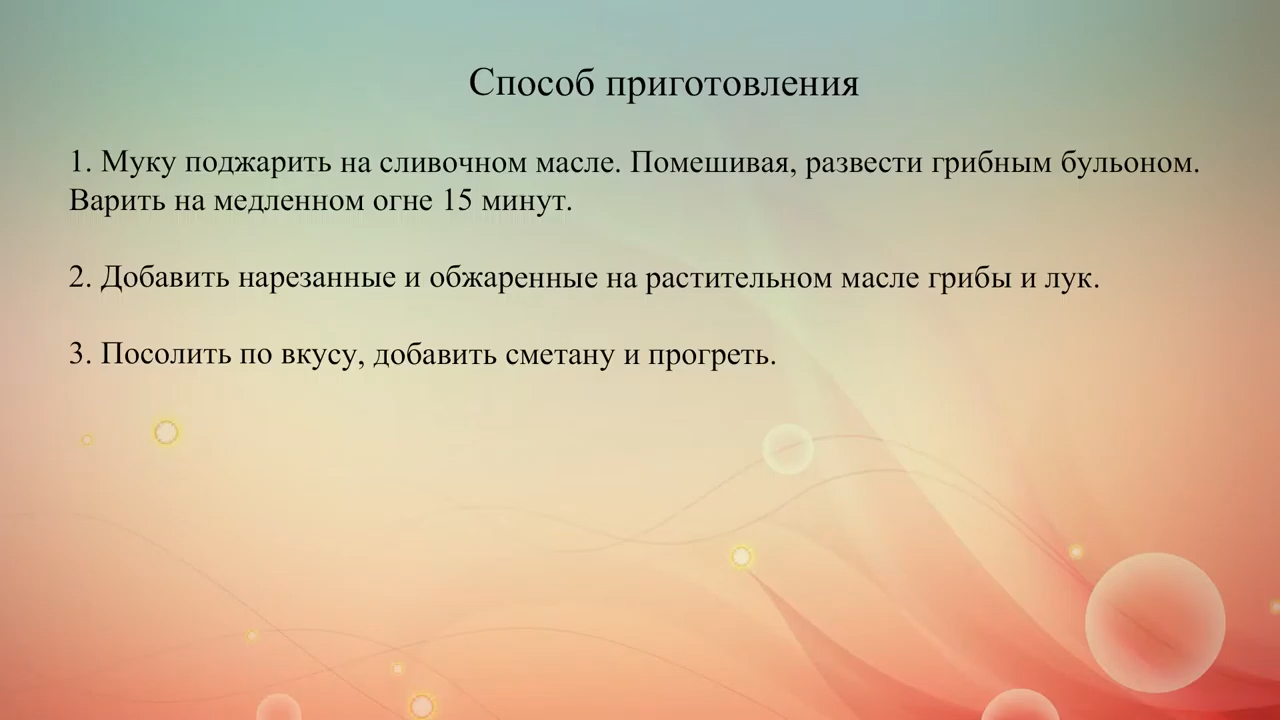 Способ приготовления
1. Муку поджарить на сливочном масле. Помешивая, развести грибным бульоном.
Варить на медленном огне 15 минут.
2. Добавить нарезанные и обжаренные на растительном масле грибы и лук.
3. Посолить по вкусу, добавить сметану и прогреть.